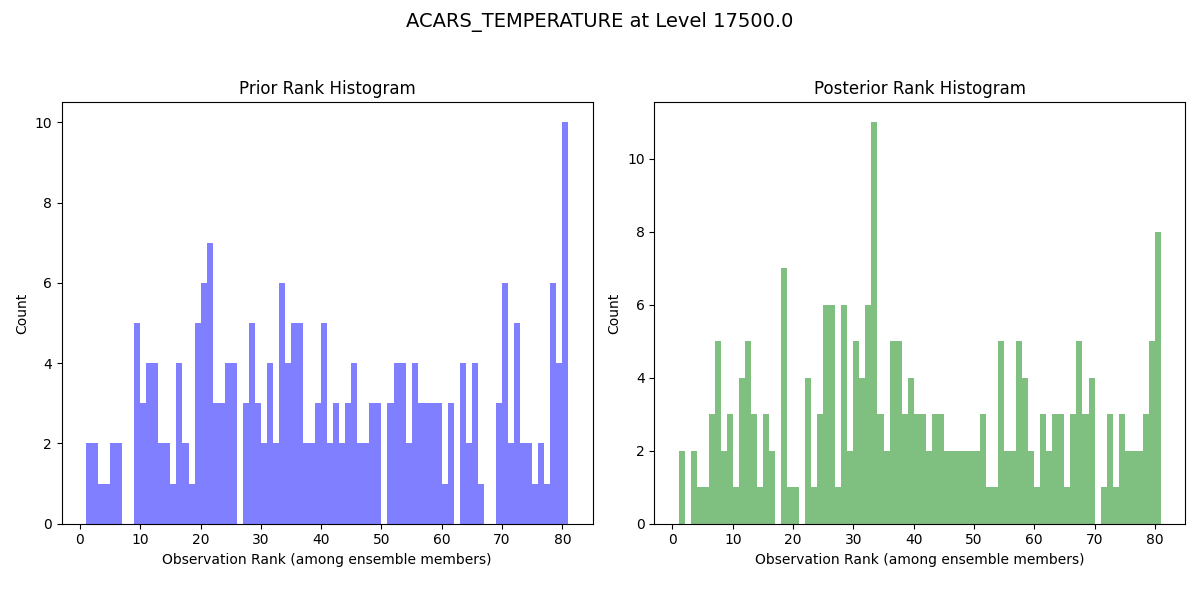 ACARS_TEMPERATURE at Level 17500.0
Prior Rank Histogram
Count
10
8
6
4
2
0
0 10 20 30 40 50 60 70 80
Observation Rank (among ensemble members)
Posterior Rank Histogram
Count
10
8
6
4
2
0
0 10 20 30 40 50 60 70 80
Observation Rank (among ensemble members)